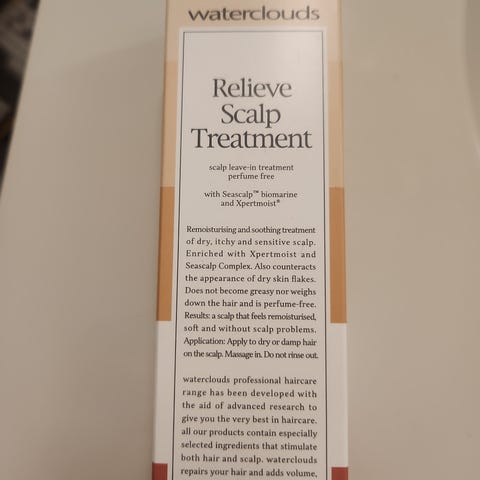 waterclouds
Relieve
Scalp
Treatment
scalp leave-in treatment
perfume free
with Seascalp™ biomarine
and Xpertmoist®
Remoisturising and soothing treatment
of dry, itchy and sensitive scalp.
Enriched with Xpertmoist and
Seascalp Complex. Also counteracts
the appearance of dry skin flakes.
Does not become greasy nor weighs
down the hair and is perfume-free.
Results: a scalp that feels remoisturised,
soft and without scalp problems.
Application: Apply to dry or damp hair
on the scalp. Massage in. Do not rinse out.
waterclouds professional haircare
range has been developed with
the aid of advanced research to
give you the very best in haircare.
all our products contain especially
selected ingredients that stimulate
both hair and scalp. waterclouds
repairs your hair and adds volume,